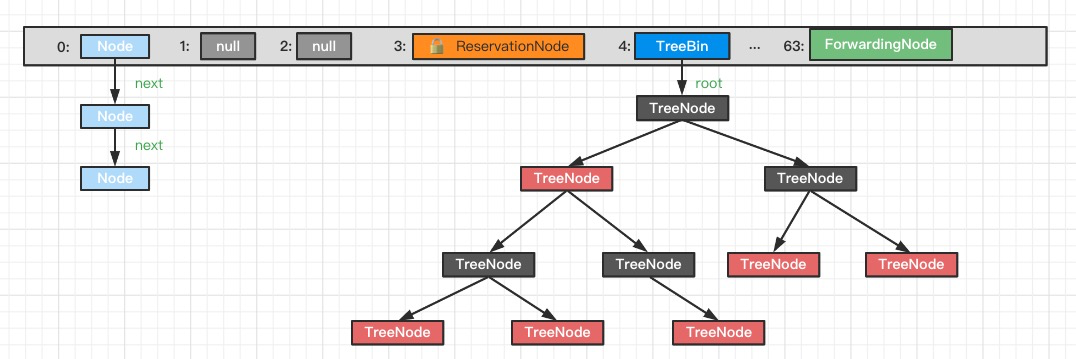 0: Node 1: null 2: null 3: ReservationNode 4: TreeBin ... 63: ForwardingNode
next root
Node TreeNode
next
Node TreeNode TreeNode
TreeNode TreeNode TreeNode TreeNode
TreeNode TreeNode TreeNode